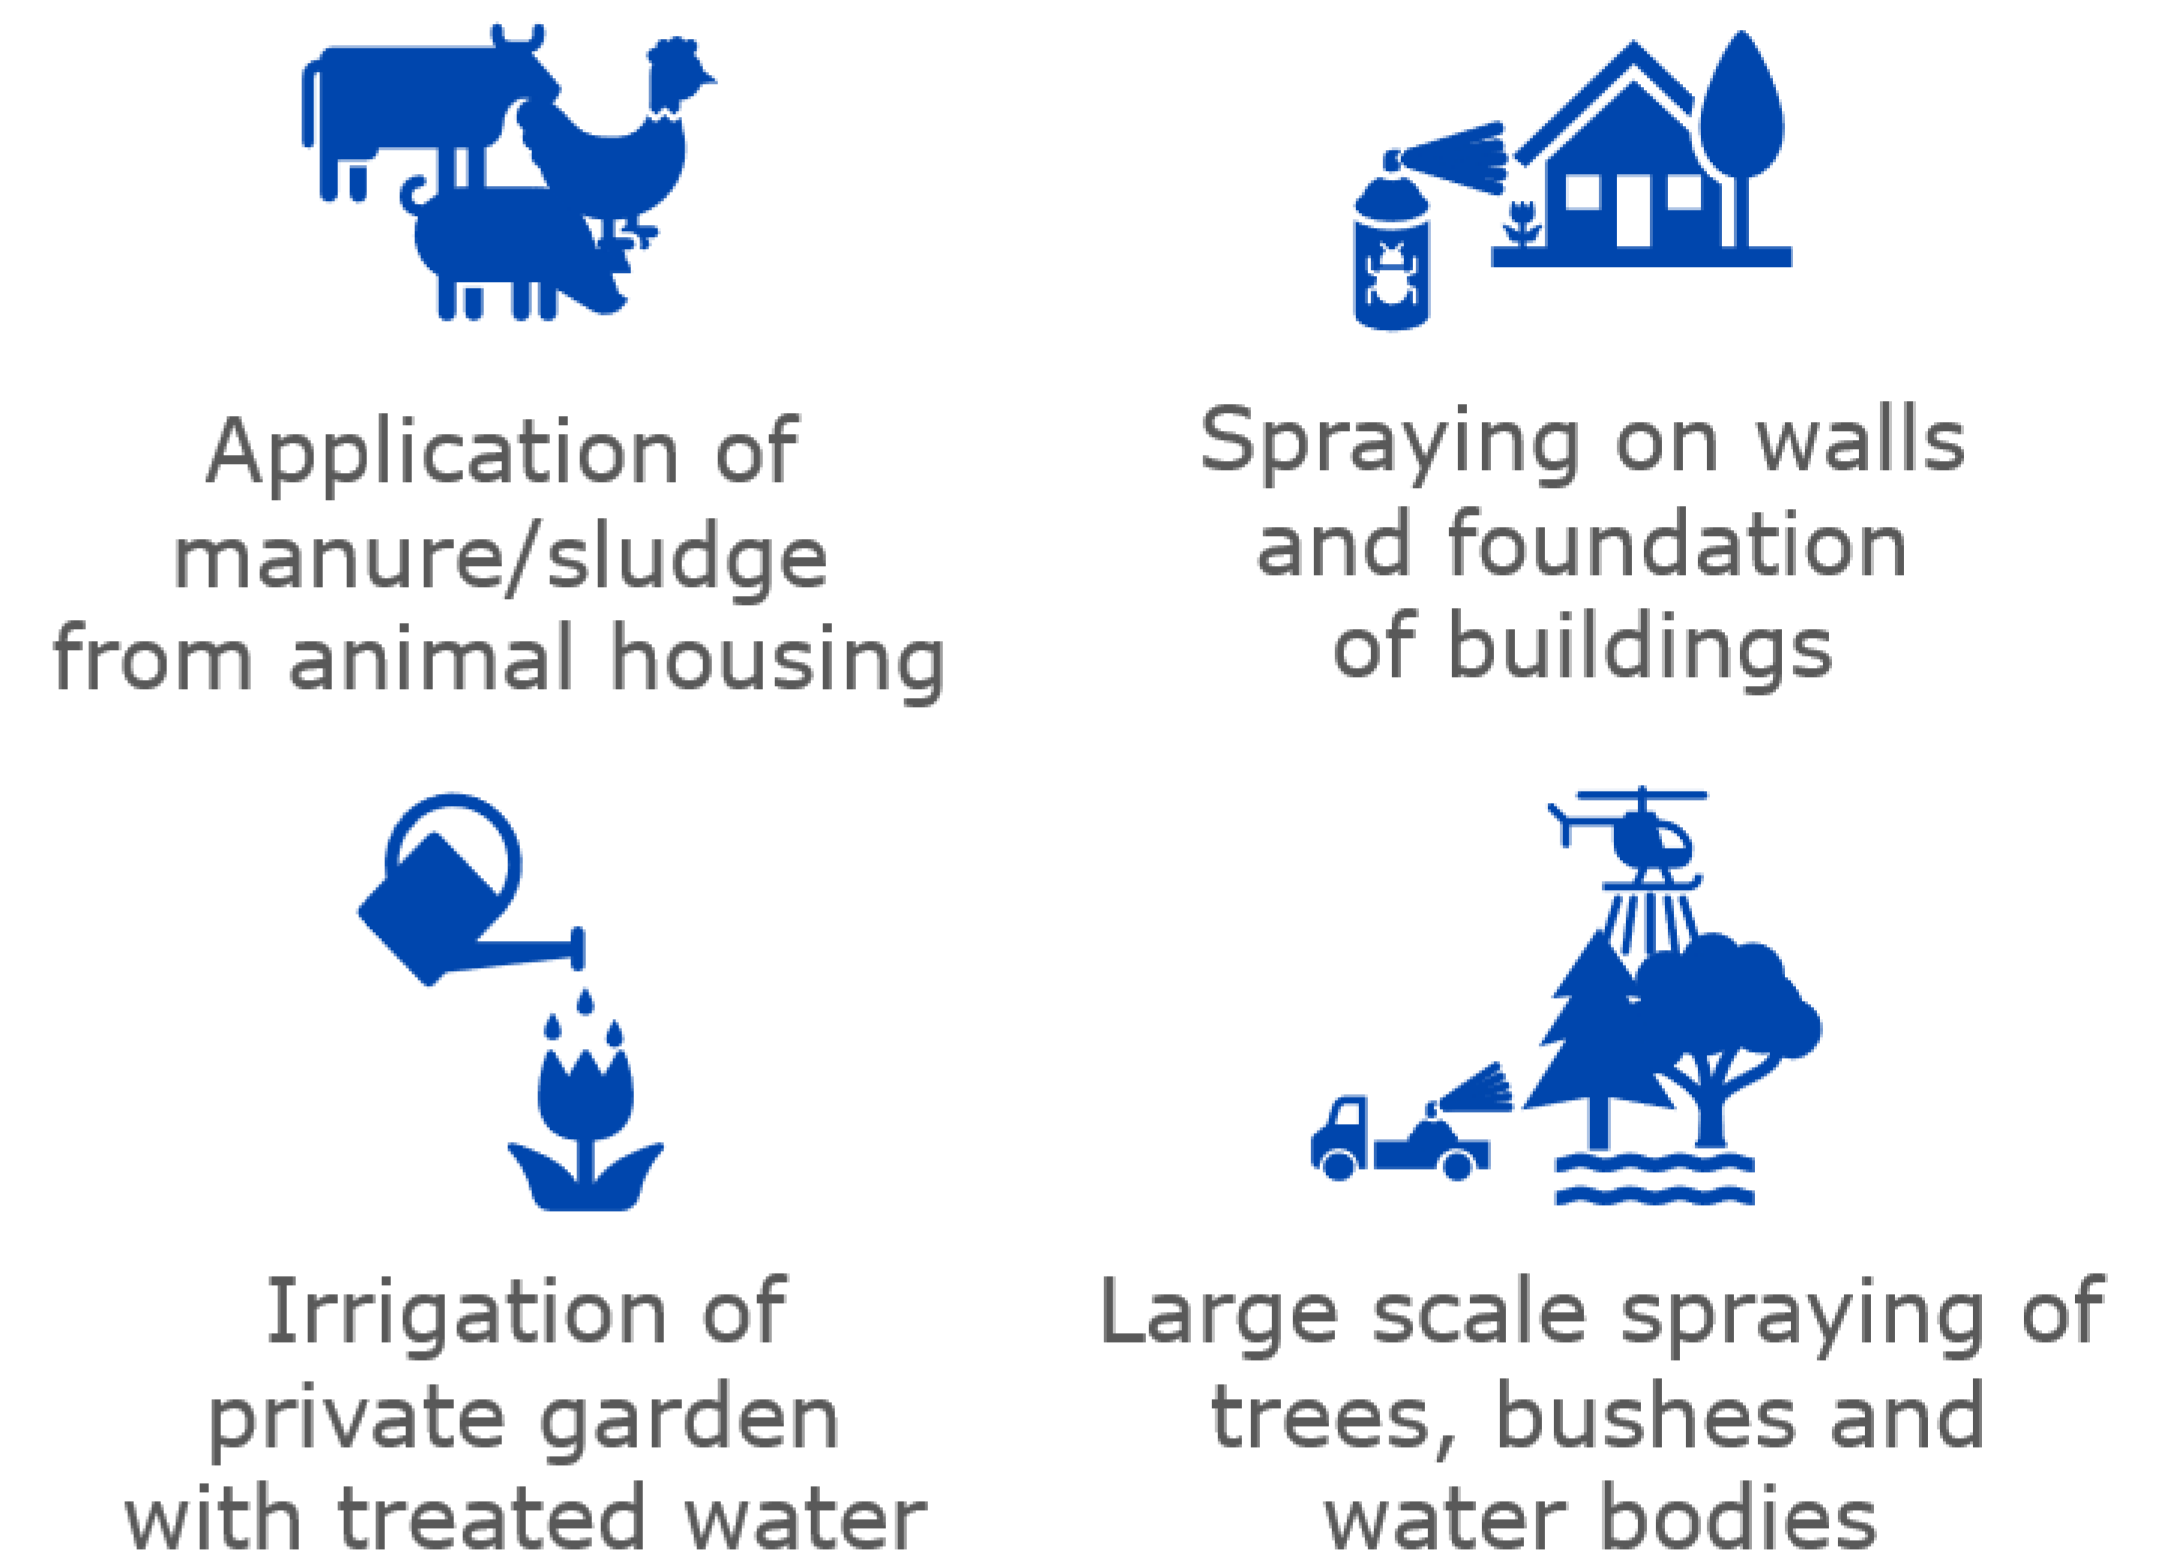 Application of
manure/sludge
from animal housing
Spraying on walls
and foundation
of buildings
Irrigation of
private garden
with treated water
Large scale spraying of
trees, bushes and
water bodies